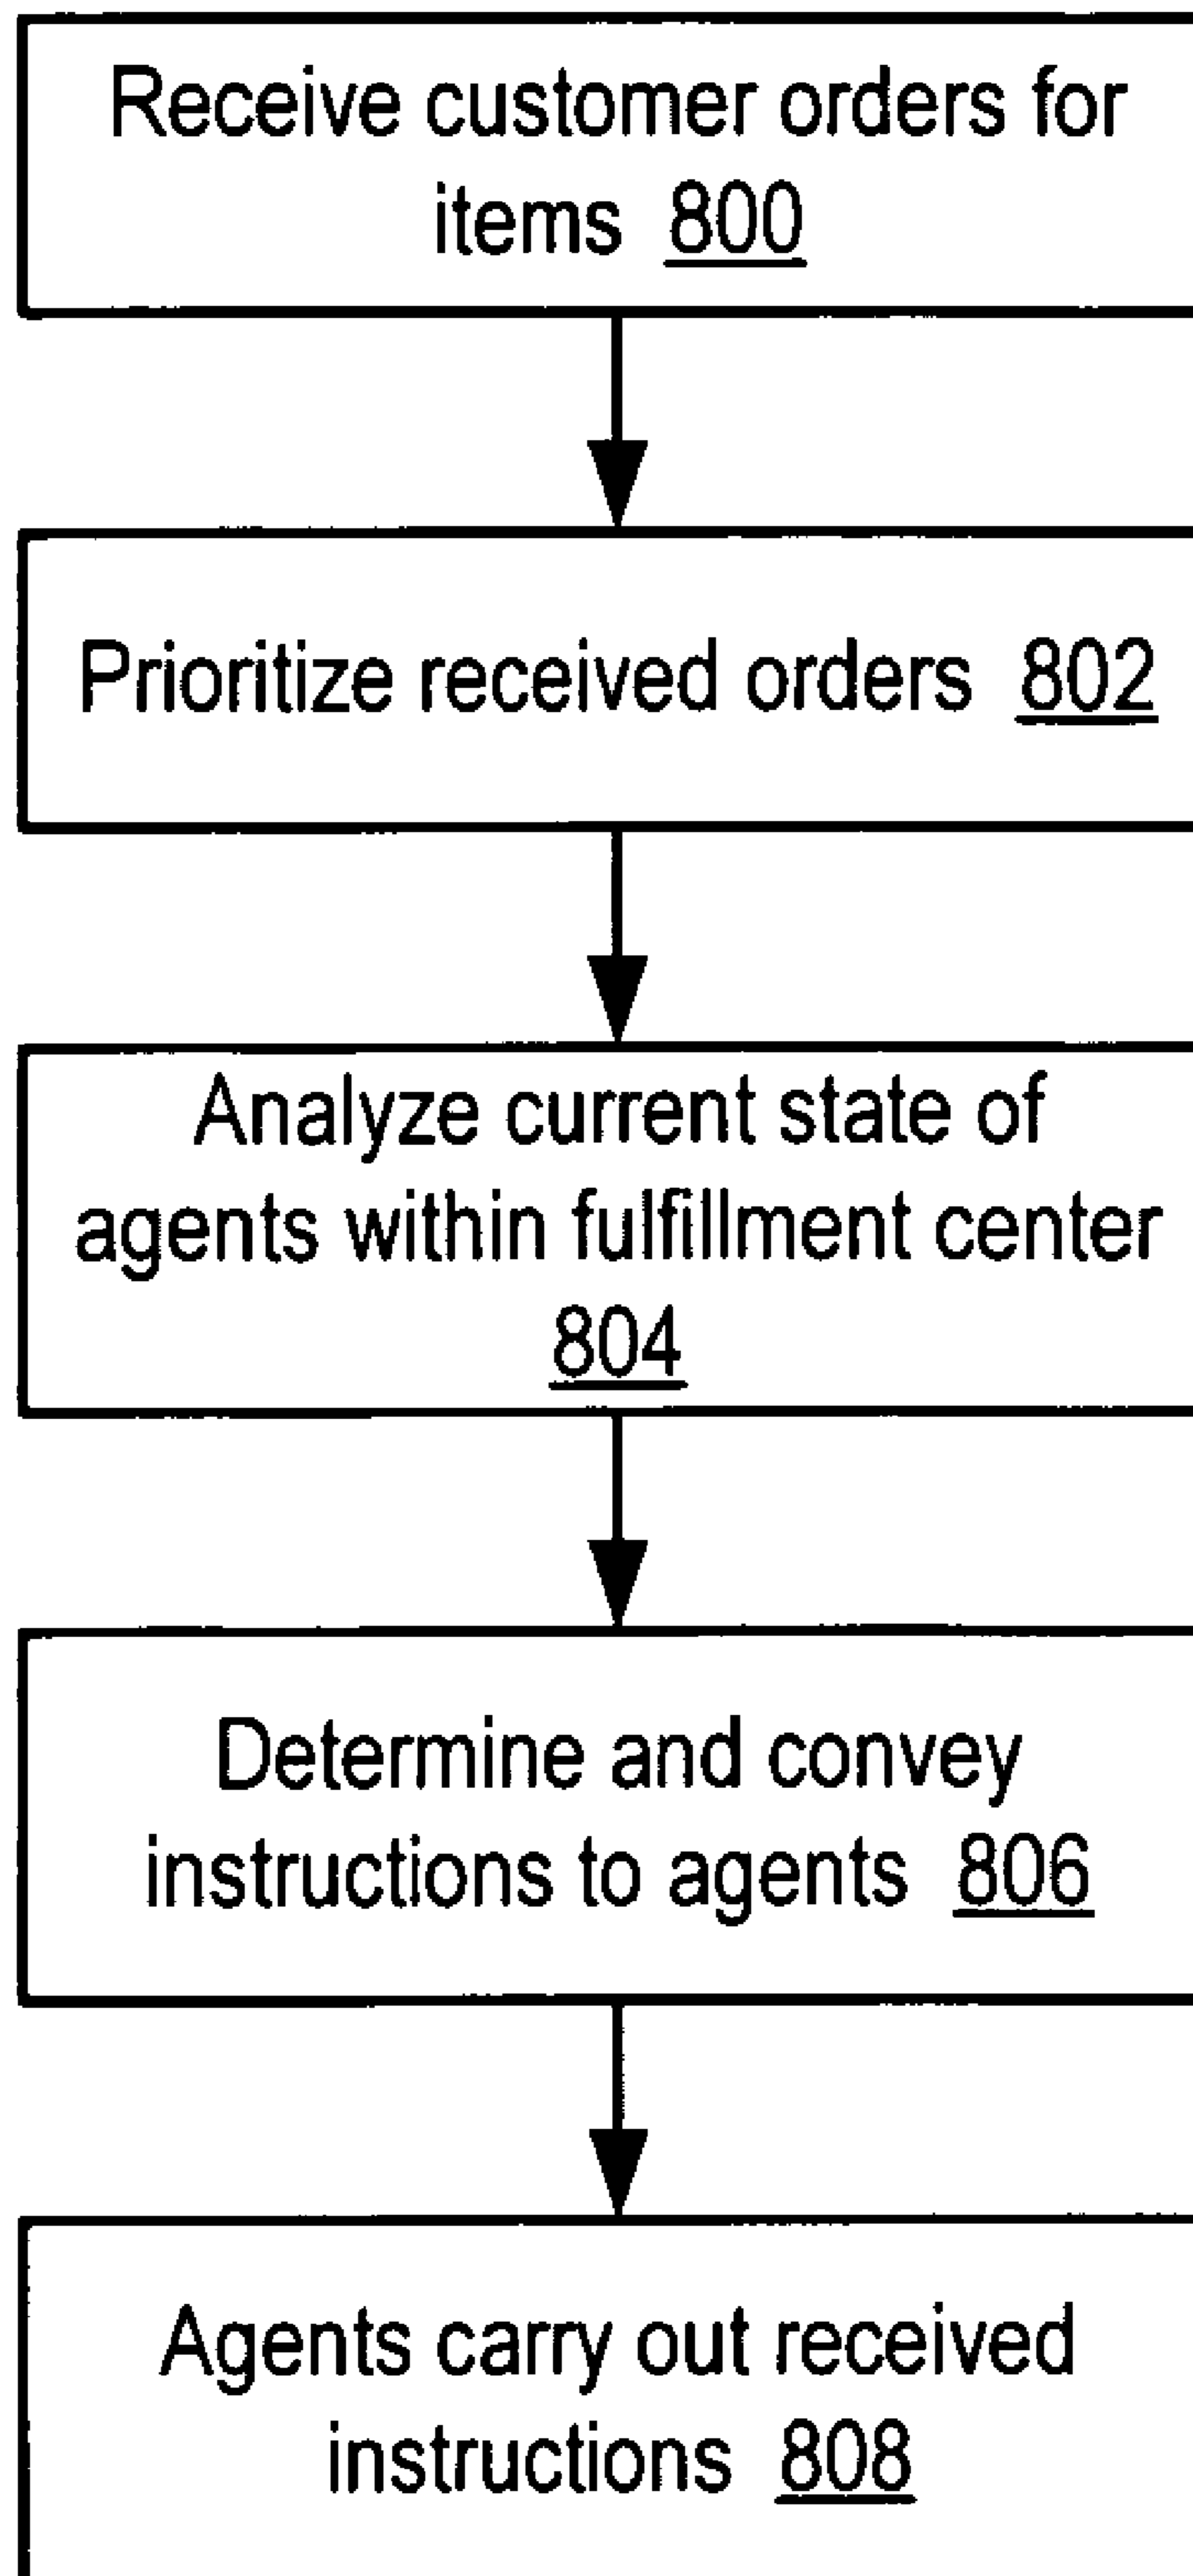 Receive customer orders for
items 800
Prioritize received orders 802
Analyze current state of
agents within fulfillment center
804
Determine and convey
instructions to agents 806
Agents carry out received
instructions 808